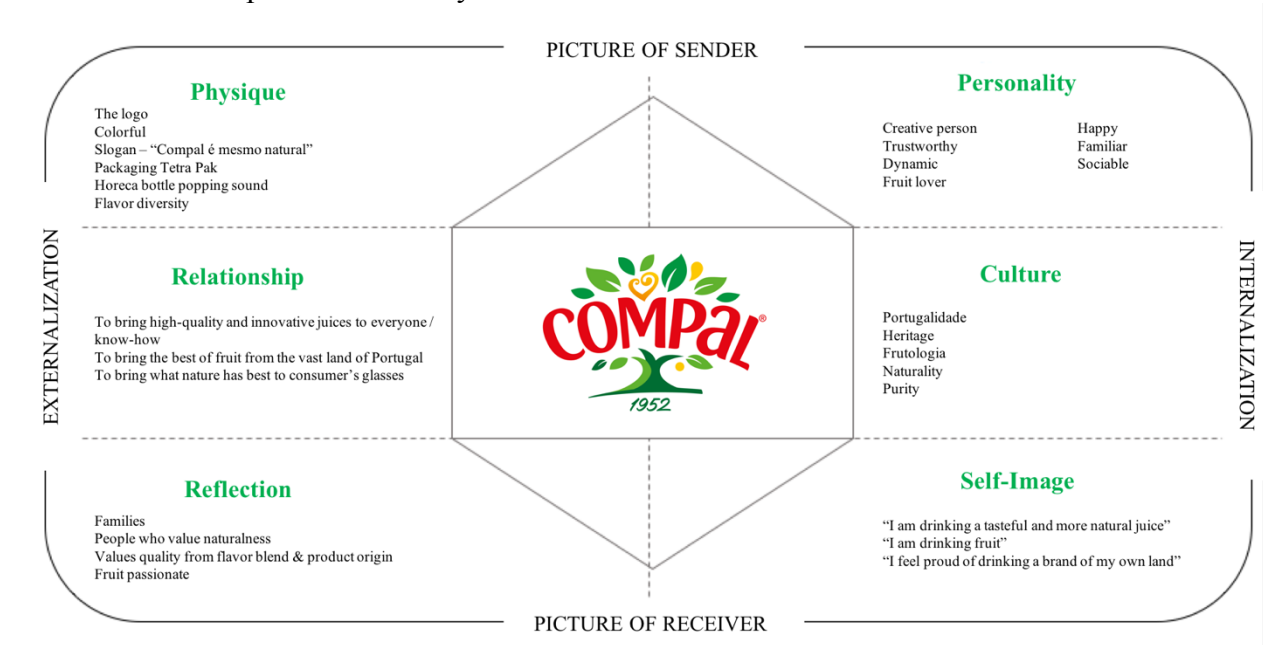 PICTURE OF SENDER
Physique
The logo
Colorful
Slogan – “Compal é mesmo natural”
Packaging Tetra Pak
Horeca bottle popping sound
Flavor diversity
Personality
Creative person
Trustworthy
Dynamic
Fruit lover
Happy
Familiar
Sociable
EXTERNALIZATION
Relationship
To bring high-quality and innovative juices to everyone /
know-how
To bring the best of fruit from the vast land of Portugal
To bring what nature has best to consumer’s glasses
COMPal®
1952
Culture
Portugalidade
Heritage
Frutologia
Naturality
Purity
INTERNALIZATION
Reflection
Families
People who value naturalness
Values quality from flavor blend & product origin
Fruit passionate
Self-Image
“I am drinking a tasteful and more natural juice”
“I am drinking fruit”
“I feel proud of drinking a brand of my own land”
PICTURE OF RECEIVER